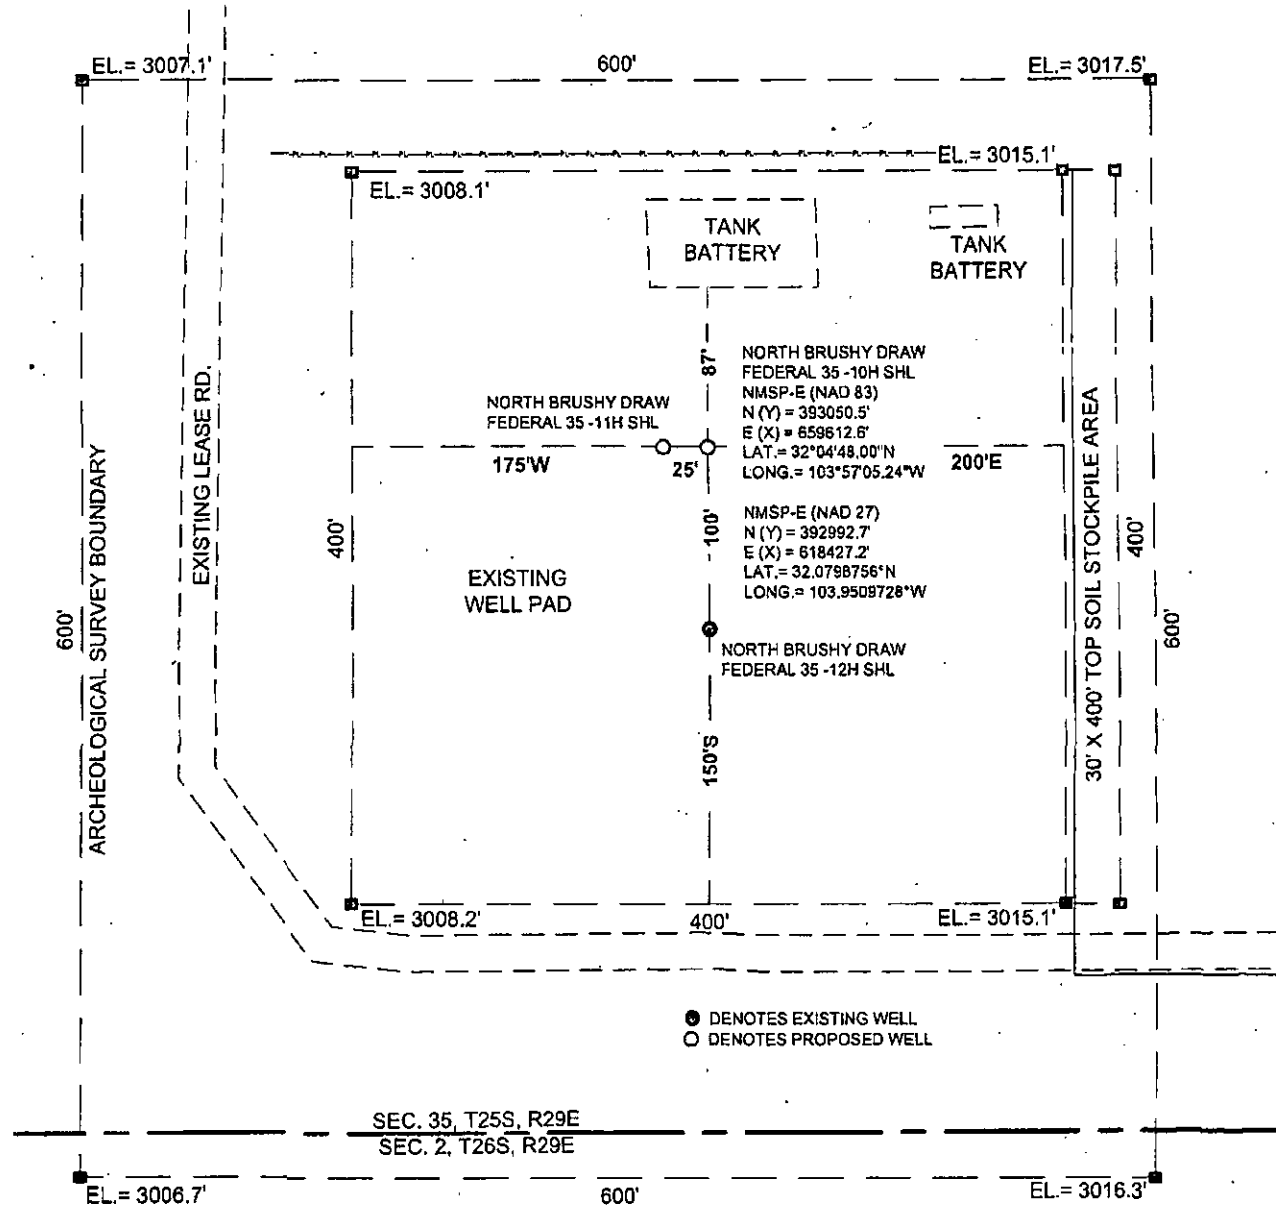 EL.= 3007.1'
600'
EL.= 3017.5'
EL.= 3015.1'
EL.= 3008.1'
TANK
BATTERY
TANK
BATTERY
87'
NORTH BRUSHY DRAW
FEDERAL 35 -10H SHL
NMSP-E (NAD 83)
N (Y) = 393050.5'
E (X) = 659612.6'
LAT.= 32°04'48.00"N
LONG.= 103°57'05.24"W
NORTH BRUSHY DRAW
FEDERAL 35 -11H SHL
175'W
25'
200'E
100'
NMSP-E (NAD 27)
N (Y) = 392992.7'
E (X) = 618427.2'
LAT.= 32.0798756°N
LONG.= 103.9509728°W
EXISTING LEASE RD.
ARCHEOLOGICAL SURVEY BOUNDARY
600'
400'
EXISTING
WELL PAD
30' X 400' TOP SOIL STOCKPILE AREA
400'
600'
NORTH BRUSHY DRAW
FEDERAL 35 -12H SHL
150'S
EL.= 3008.2'
400'
EL.= 3015.1'
DENOTES EXISTING WELL
DENOTES PROPOSED WELL
SEC. 35, T25S, R29E
SEC. 2, T26S, R29E
EL.= 3006.7'
600'
EL.= 3016.3'